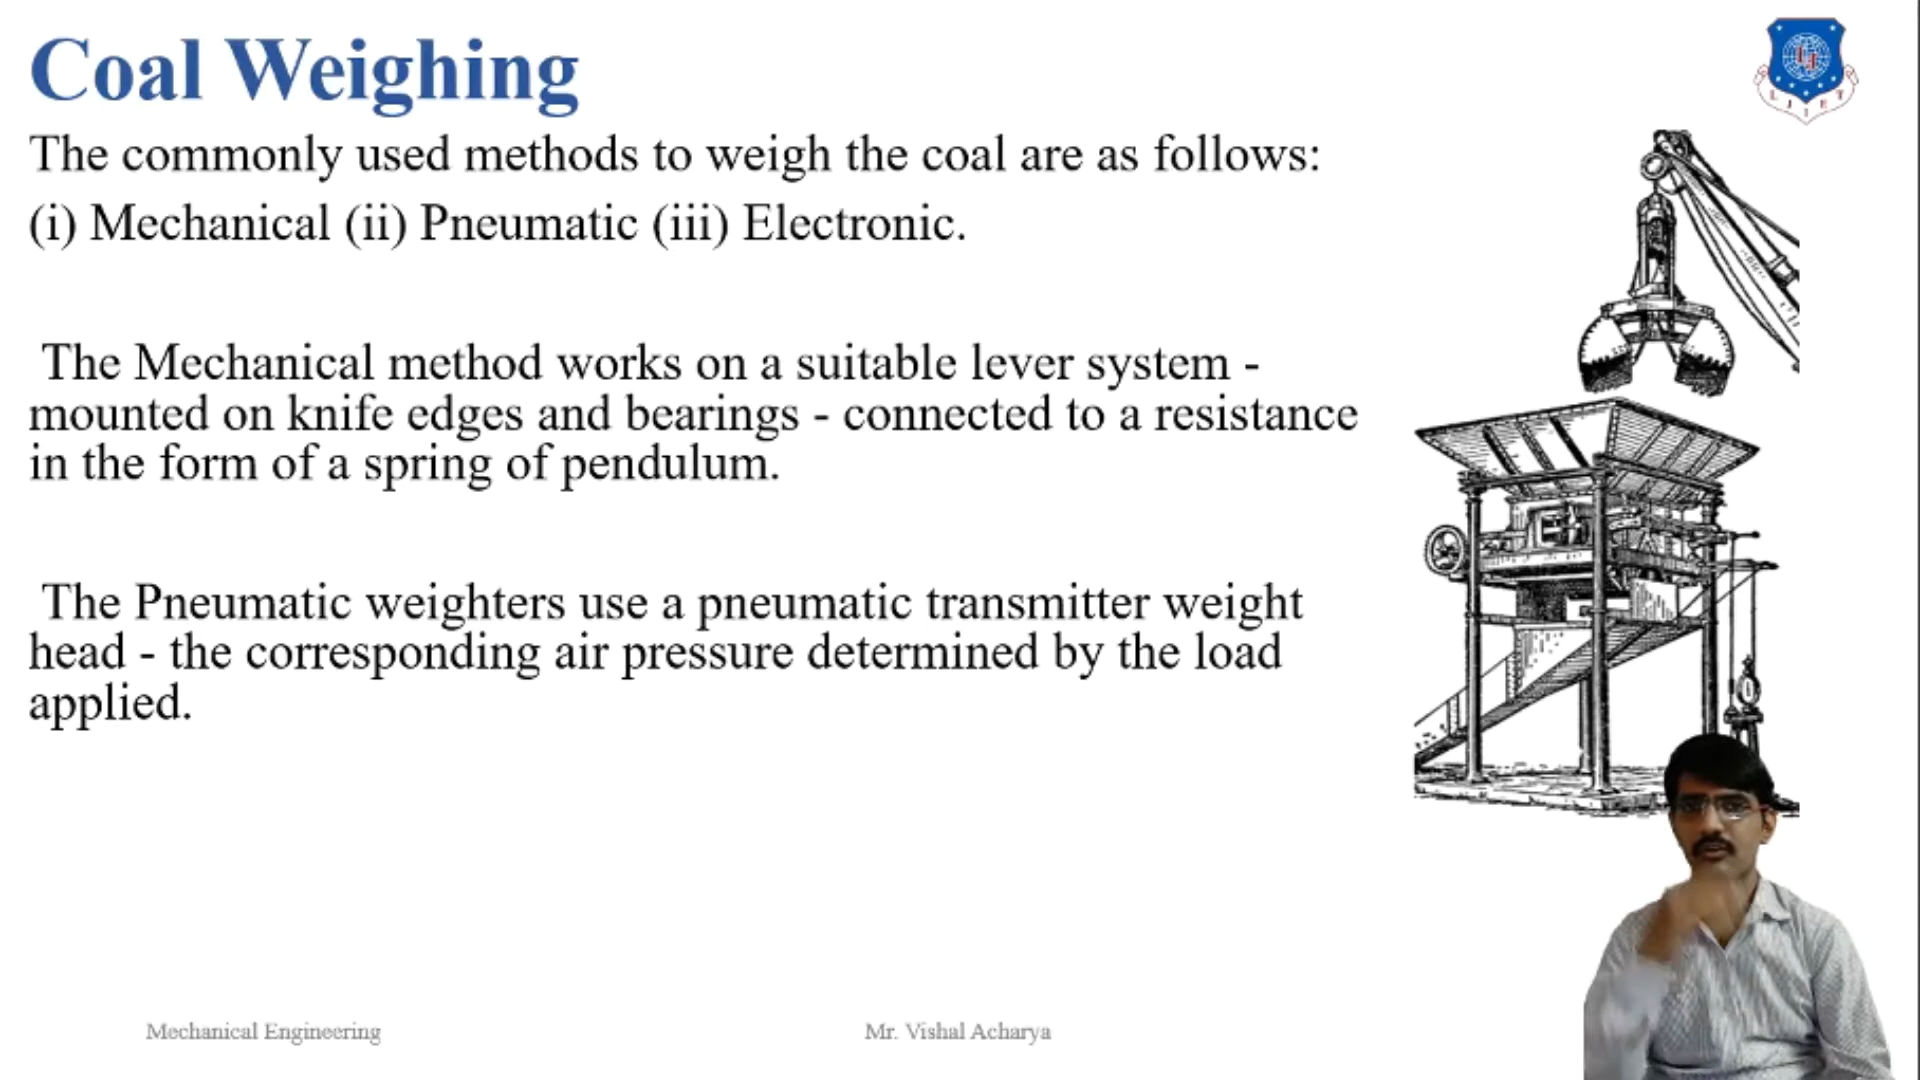 Coal Weighing
The commonly used methods to weigh the coal are as follows:
(i) Mechanical (ii) Pneumatic (iii) Electronic.
The Mechanical method works on a suitable lever system -
mounted on knife edges and bearings - connected to a resistance
in the form of a spring of pendulum.
The Pneumatic weighters use a pneumatic transmitter weight
head - the corresponding air pressure determined by the load
applied.
L J I E T
Mechanical Engineering
Mr. Vishal Acharya